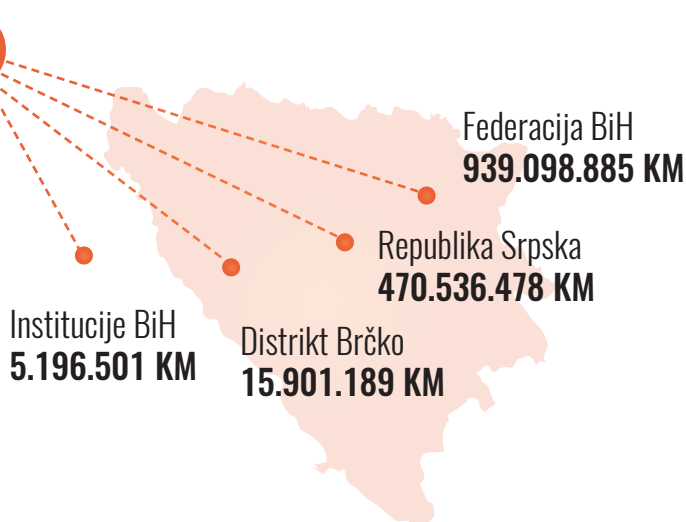 Federacija BiH
939.098.885 KM
Republika Srpska
470.536.478 KM
Institucije BiH
5.196.501 KM
Distrikt Brčko
15.901.189 KM